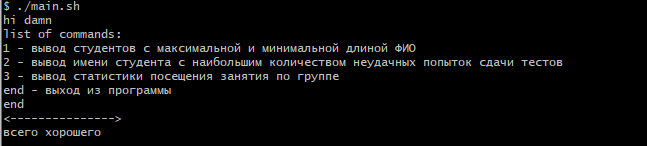 $ ./main.sh
hi damn
list of commands:
1 - вывод студентов с максимальной и минимальной длиной ФИО
2 - вывод имени студента с наибольшим количеством неудачных попыток сдачи тестов
3 - вывод статистики посещения занятия по группе
end - выход из программы
end
<--------------->
всего хорошего